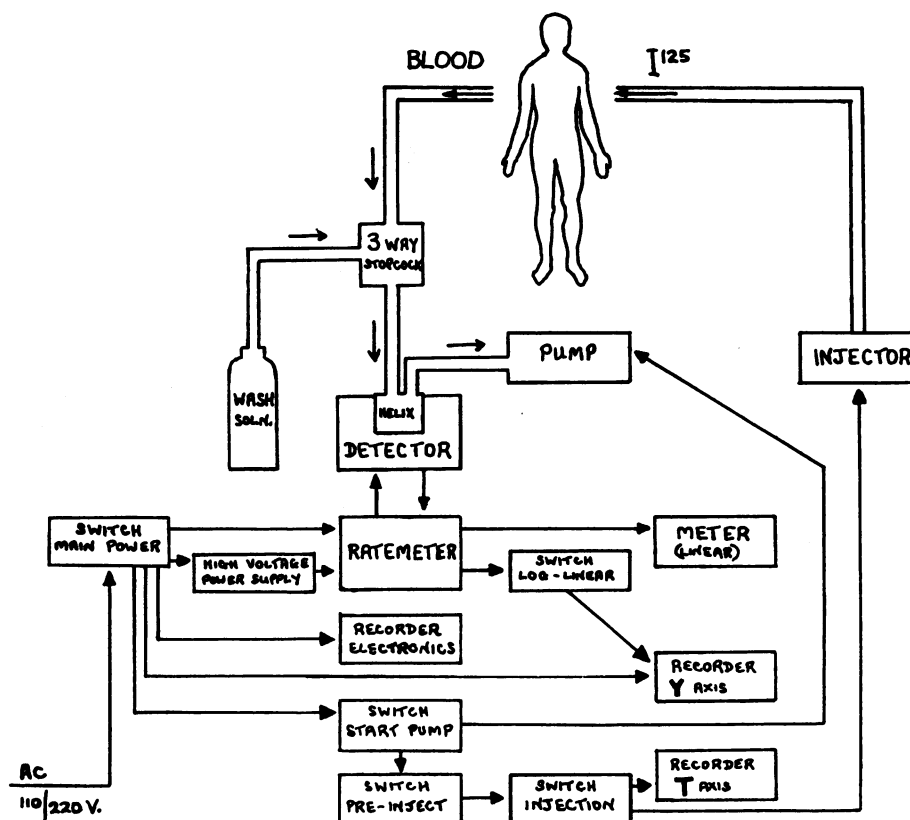 BLOOD
I125
3 WAY
STOPCOCK
PUMP
INJECTOR
WASH
SOLN.
HELIX
DETECTOR
SWITCH
MAIN POWER
HIGH VOLTAGE
POWER SUPPLY
RATEMETER
SWITCH
LOG-LINEAR
METER
(LINEAR)
RECORDER
ELECTRONICS
RECORDER
Y AXIS
SWITCH
START PUMP
AC
110/220 V.
SWITCH
PRE-INJECT
SWITCH
INJECTION
RECORDER
T AXIS